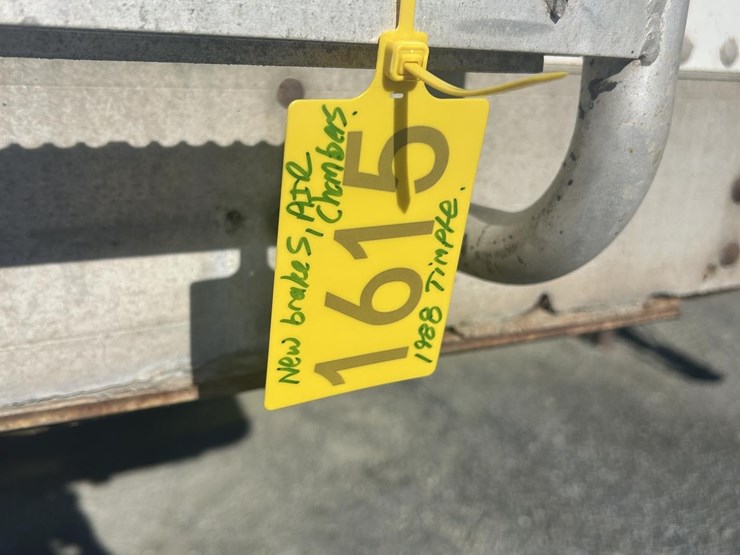 New brakes, AIR
Chambers.
1615
1988 TIMPTE.